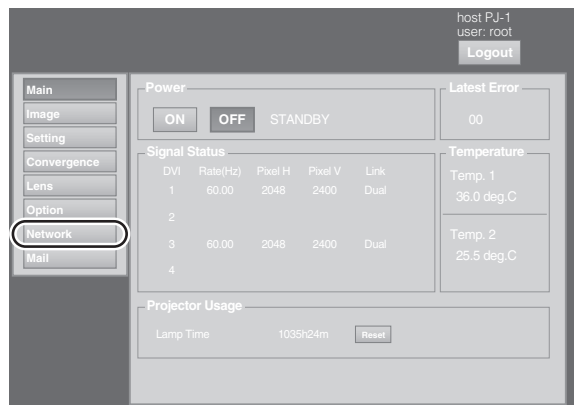 host PJ-1
user: root
Logout
Main
Image
Setting
Convergence
Lens
Option
Network
Mail
Power
ON OFF STANDBY
Latest Error
00
Signal Status
DVI Rate(Hz) Pixel H Pixel V Link
1 60.00 2048 2400 Dual
2
3 60.00 2048 2400 Dual
4
Temperature
Temp. 1
36.0 deg.C
Temp. 2
25.5 deg.C
Projector Usage
Lamp Time 1035h24m Reset